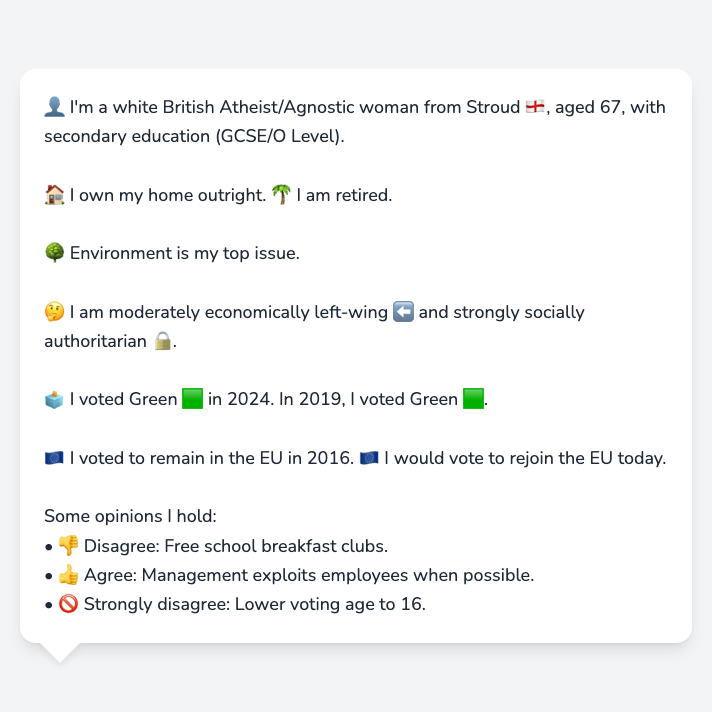 👤 I'm a white British Atheist/Agnostic woman from Stroud 🏴󠁧󠁢󠁥󠁮󠁧󠁿, aged 67, with
secondary education (GCSE/O Level).
🏠 I own my home outright. 🌴 I am retired.
🌳 Environment is my top issue.
🤔 I am moderately economically left-wing ⬅️ and strongly socially
authoritarian 🔒.
🗳️ I voted Green 🟩 in 2024. In 2019, I voted Green 🟩.
🇪🇺 I voted to remain in the EU in 2016. 🇪🇺 I would vote to rejoin the EU today.
Some opinions I hold:
• 👎 Disagree: Free school breakfast clubs.
• 👍 Agree: Management exploits employees when possible.
• 🚫 Strongly disagree: Lower voting age to 16.